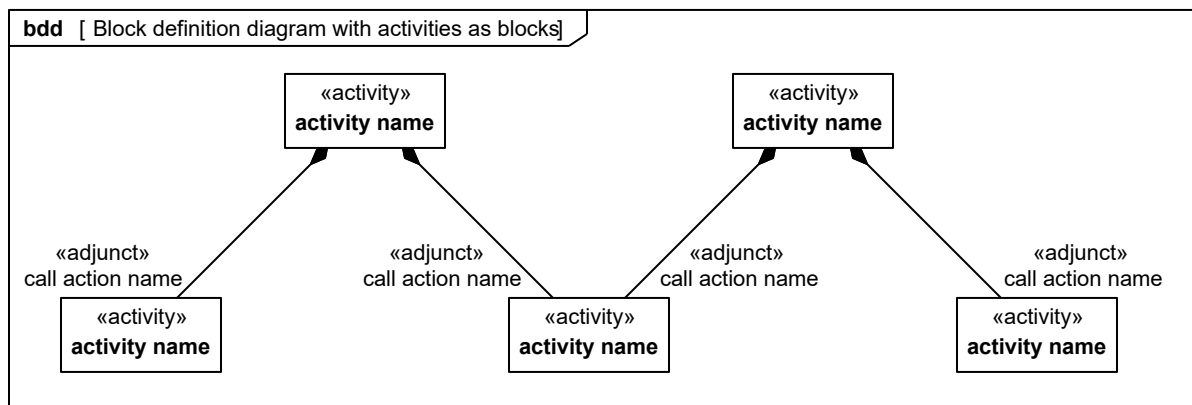 bdd [ Block definition diagram with activities as blocks]
«activity»
activity name
«activity»
activity name
«adjunct»
call action name
«adjunct»
call action name
«adjunct»
call action name
«adjunct»
call action name
«activity»
activity name
«activity»
activity name
«activity»
activity name